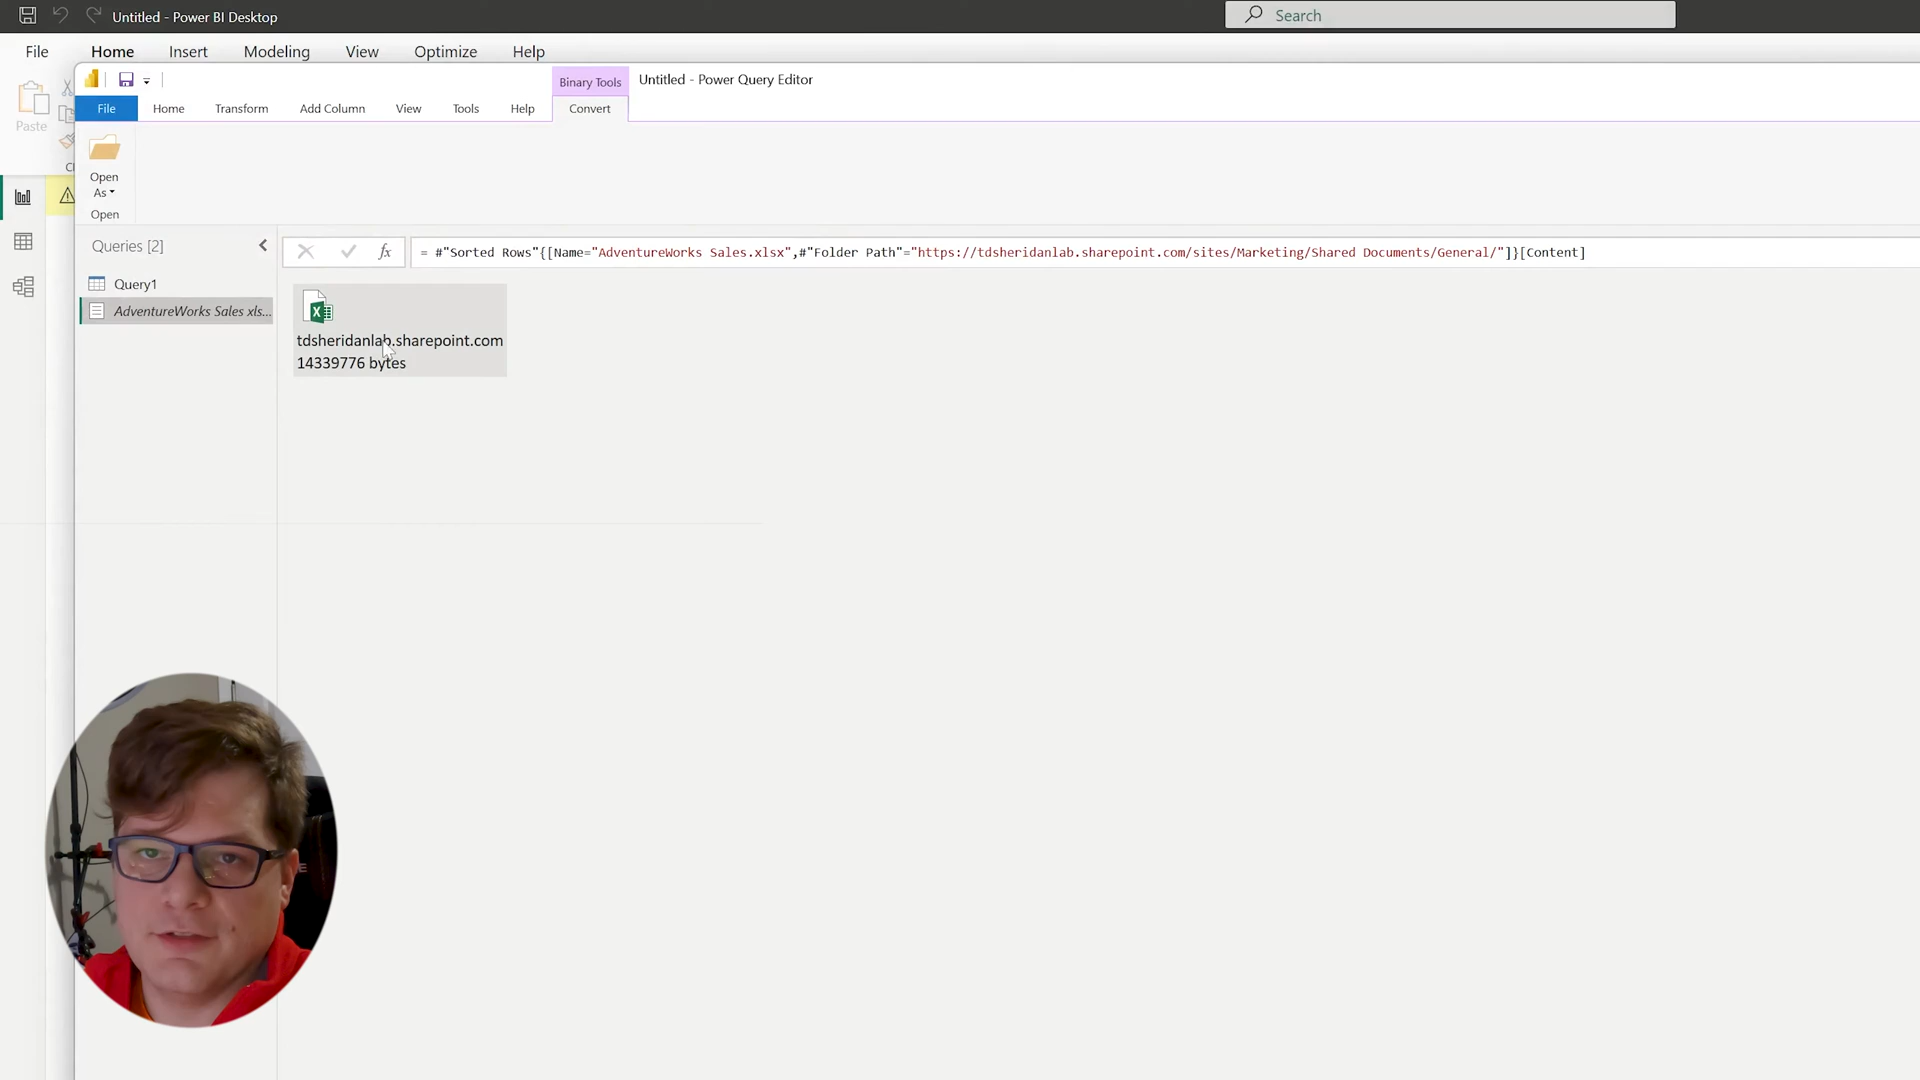 Untitled - Power BI Desktop
Search
File Home Insert Modeling View Optimize Help
Binary Tools
Untitled - Power Query Editor
File Home Transform Add Column View Tools Help Convert
Paste
Open
As
Open
Queries [2]
fx
= #"Sorted Rows"{[Name="AdventureWorks Sales.xlsx",#"Folder Path"="https://tdsheridanlab.sharepoint.com/sites/Marketing/Shared Documents/General/"]}[Content]
Query1
AdventureWorks Sales xls...
tdsheridanlab.sharepoint.com
14339776 bytes